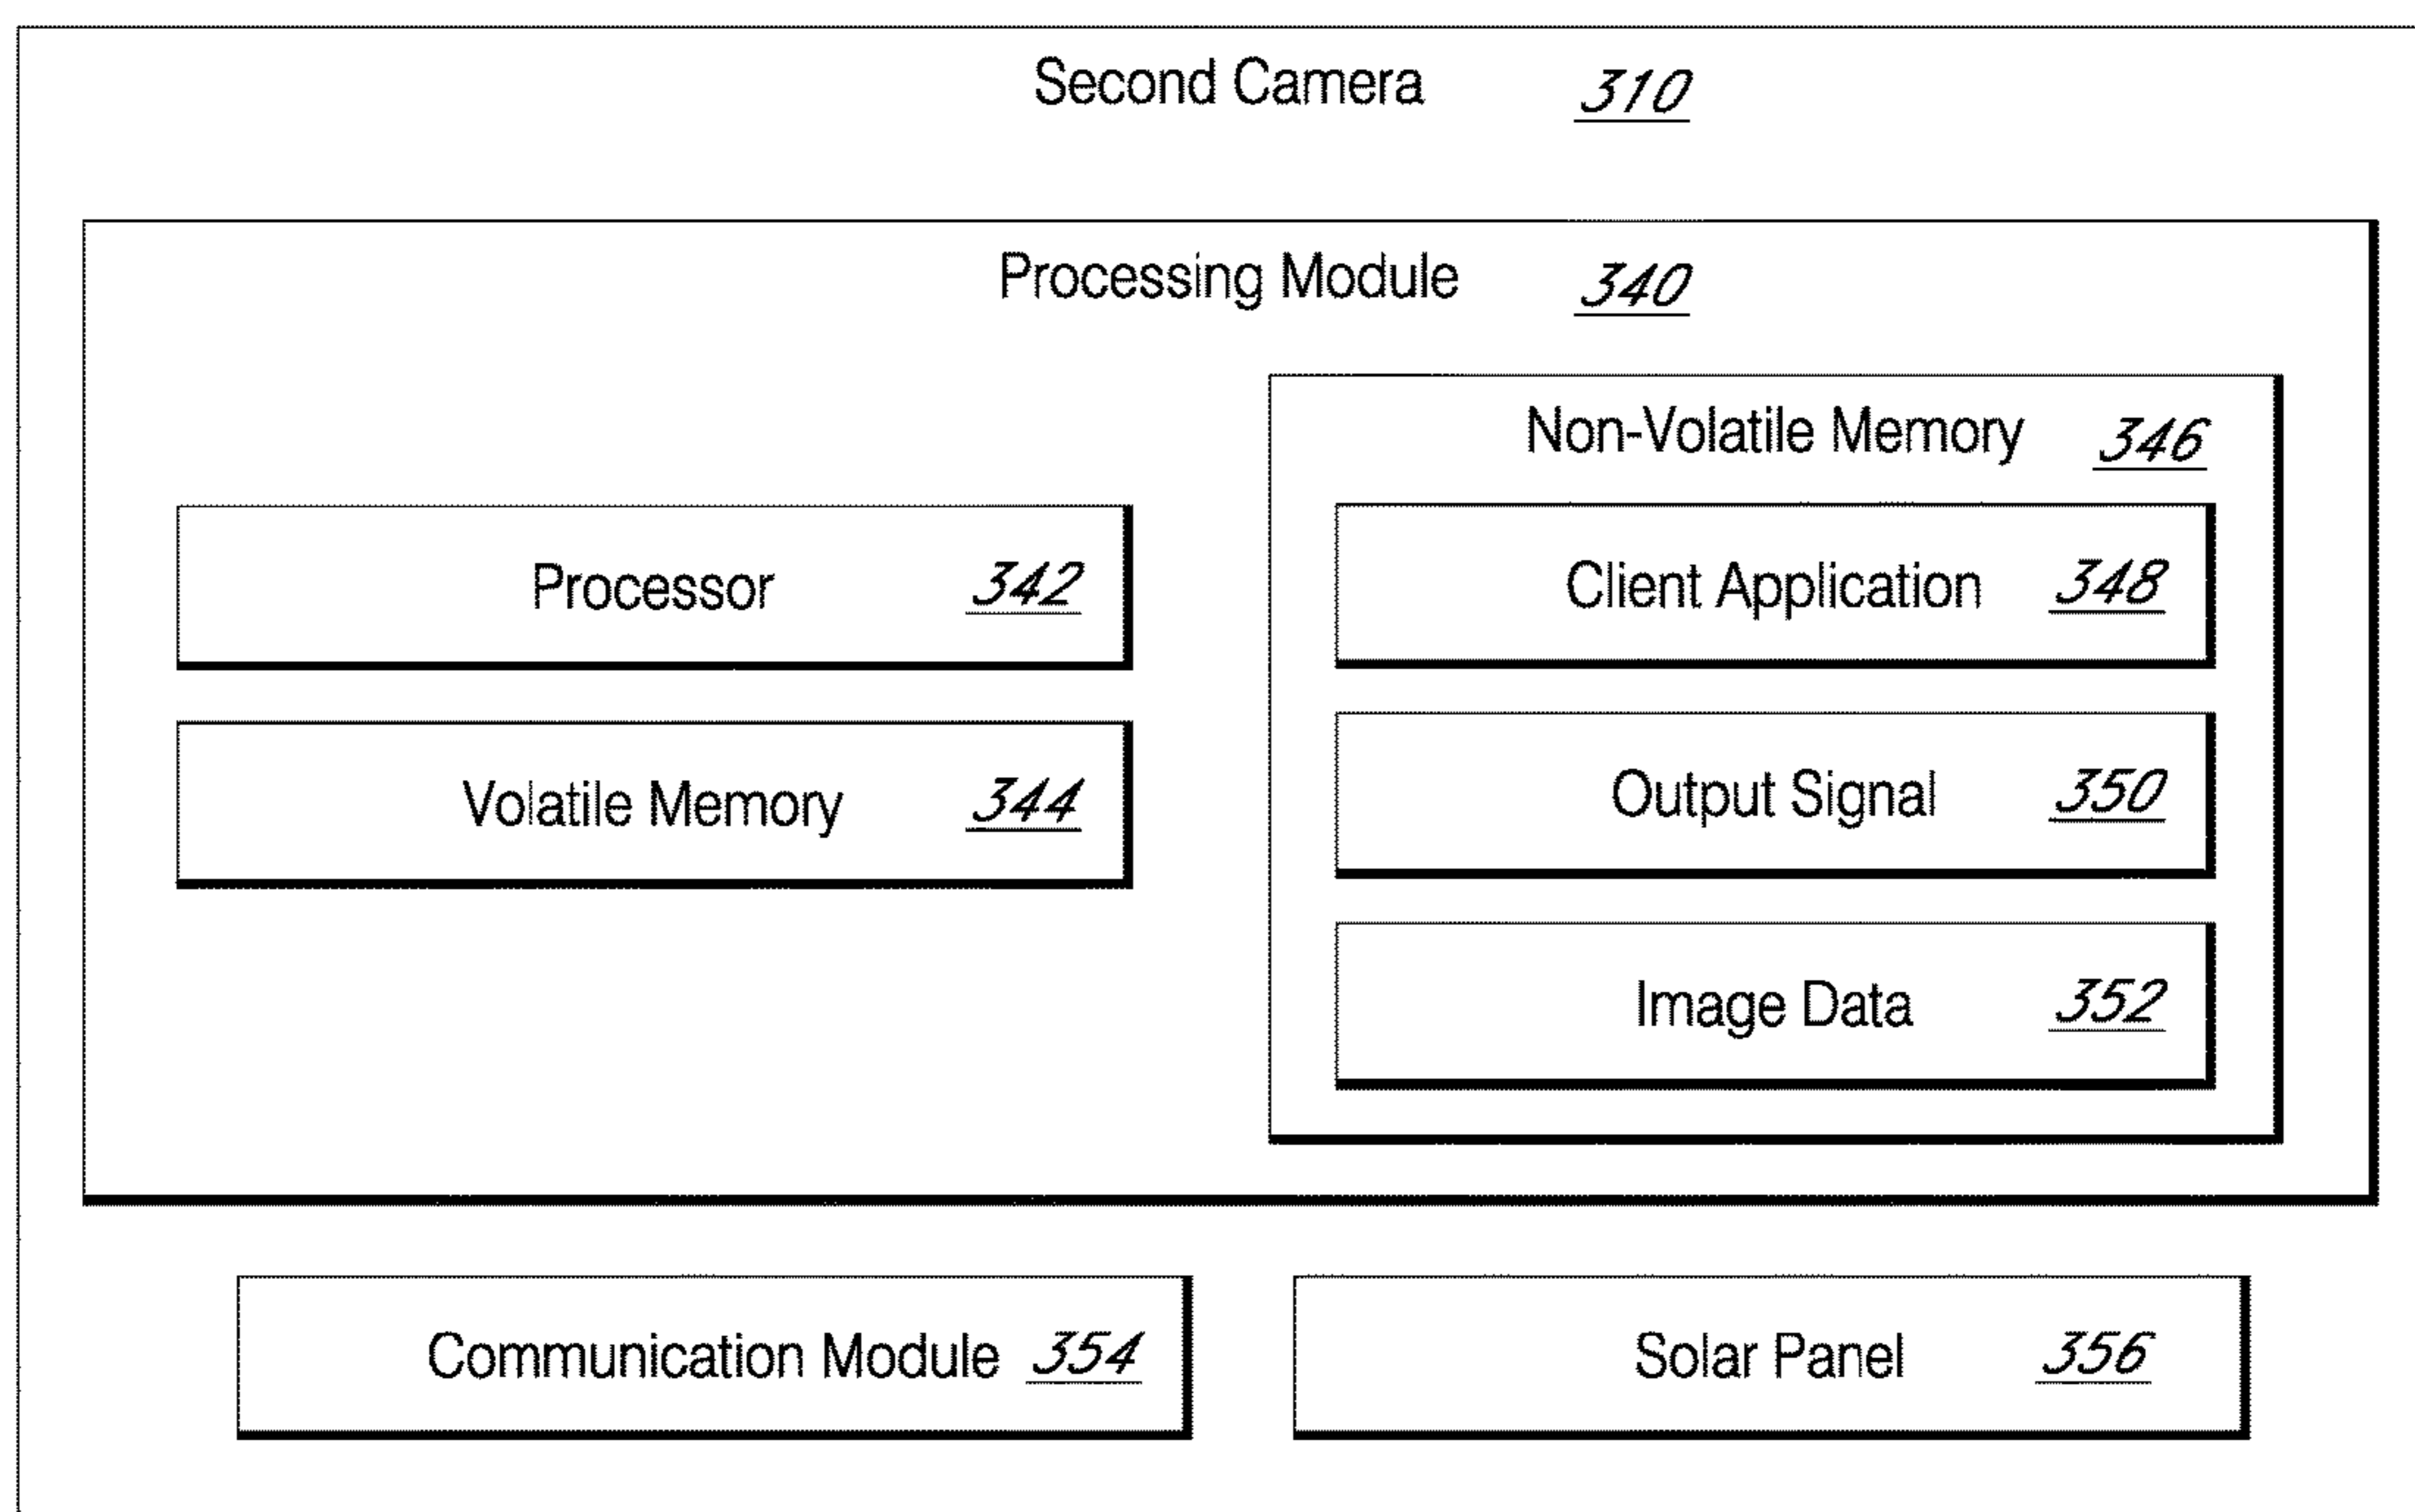 Second Camera 310
Processing Module 340
Non-Volatile Memory 346
Processor 342
Client Application 348
Volatile Memory 344
Output Signal 350
Image Data 352
Communication Module 354
Solar Panel 356